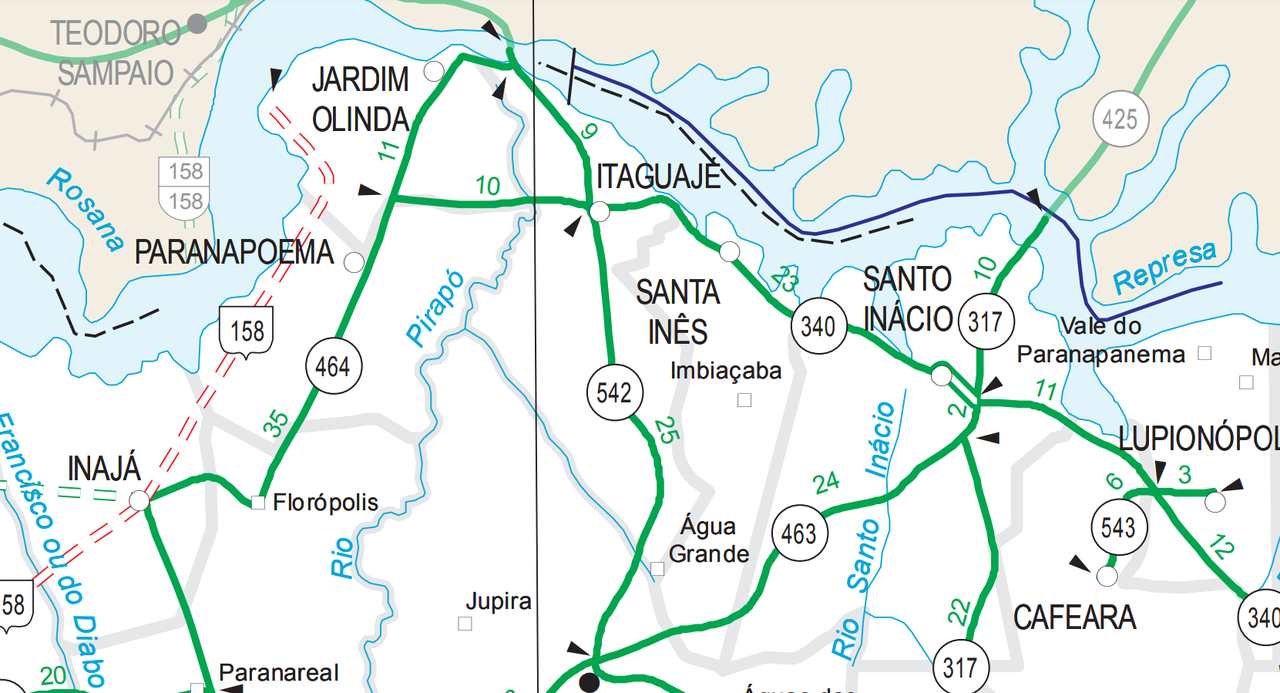 TEODORO
SAMPAIO
JARDIM
OLINDA
425
11
9
158
158
10
ITAGUAJÉ
Rosana
PARANAPOEMA
Represa
10
Pirapó
SANTA
INÊS
23
SANTO
INÁCIO
340
317
Vale do
Paranapanema
158
464
Imbiaçaba
542
2
11
35
25
Inácio
LUPIONÓPOL
INAJÁ
Florópolis
24
6
3
Francisco ou do Diabo
Água
Grande
463
543
12
Rio
Santo
58
Jupira
22
CAFEARA
340
Rio
Paranareal
20
317